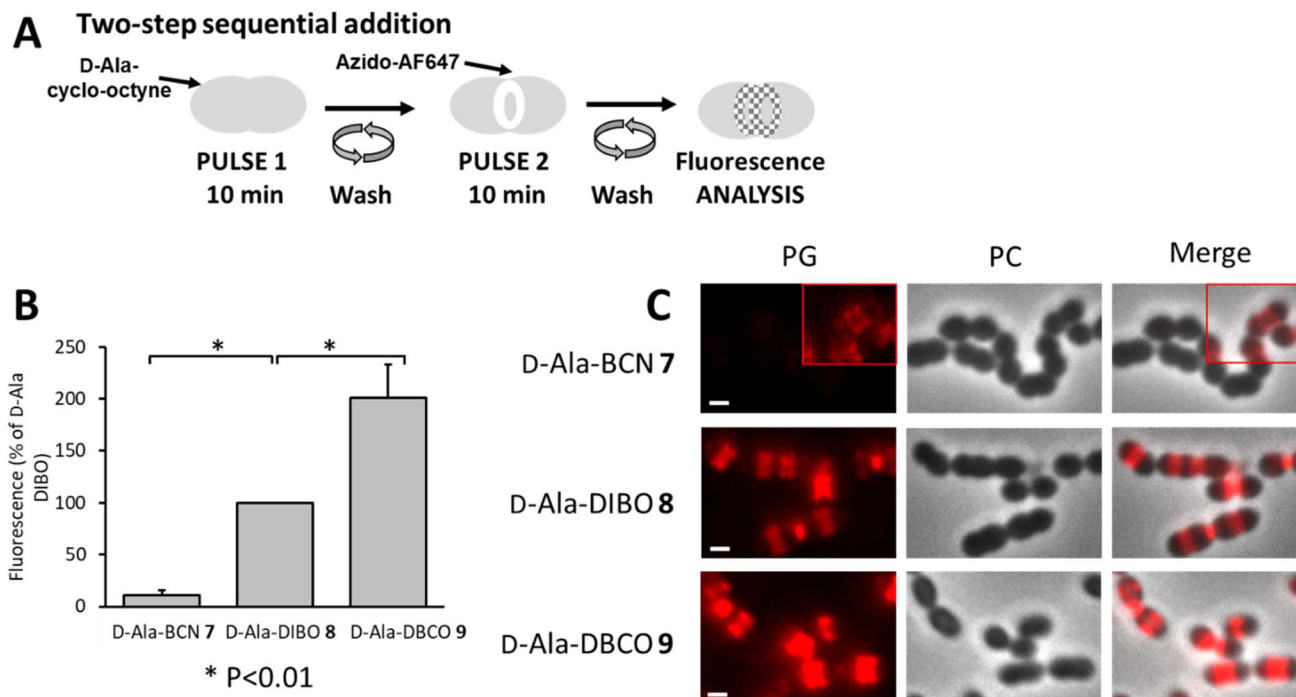 A
Two-step sequential addition
D-Ala-
cyclo-octyne
Azido-AF647
PULSE 1
10 min
Wash
PULSE 2
10 min
Wash
Fluorescence
ANALYSIS
B
Fluorescence (% of D-Ala
DIBO)
250
200
150
100
50
0
*
*
D-Ala-BCN 7
D-Ala-DIBO 8
D-Ala-DBCO 9
* P<0.01
C
PG
PC
Merge
D-Ala-BCN 7
D-Ala-DIBO 8
D-Ala-DBCO 9